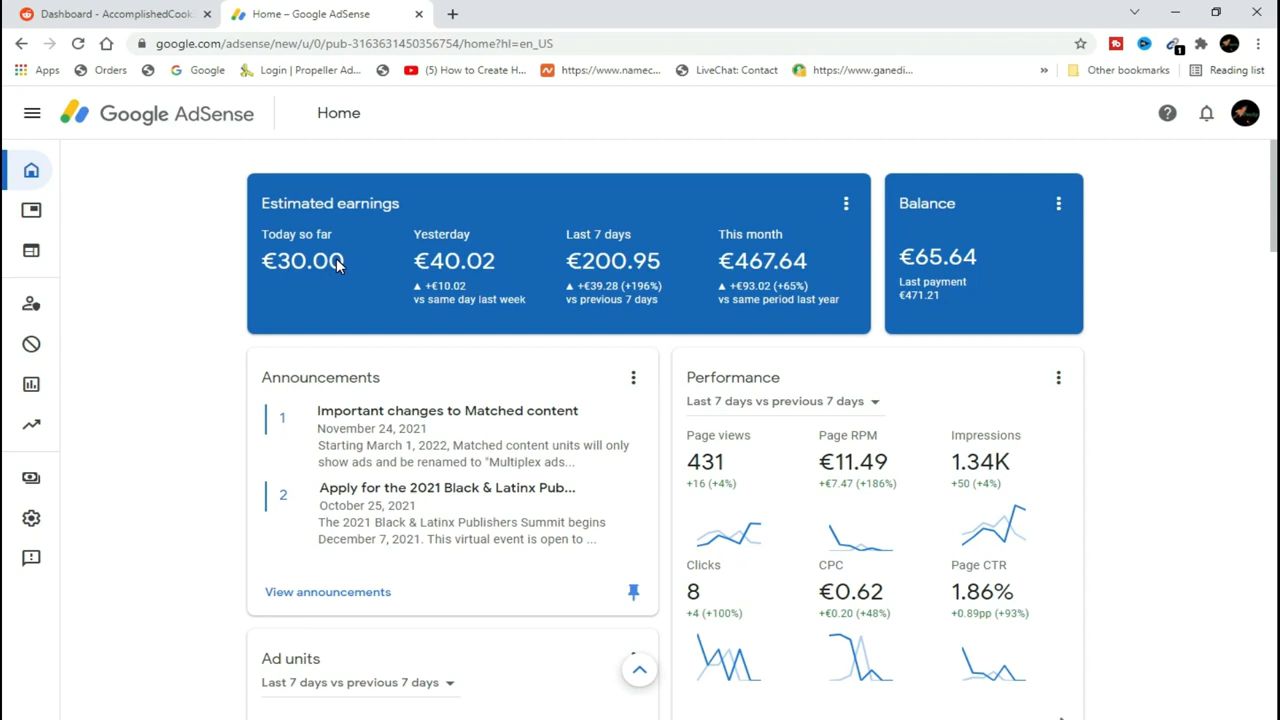 Dashboard - AccomplishedCook
Home – Google AdSense
google.com/adsense/new/u/0/pub-3163631450356754/home?hl=en_US
1
Apps
Orders
Google
Login | Propeller Ad...
(5) How to Create H...
https://www.namec...
LiveChat: Contact
https://www.ganedi...
»
Other bookmarks
Reading list
Google AdSense
Home
Estimated earnings
Today so far
€30.00
Yesterday
€40.02
+€10.02
vs same day last week
Last 7 days
€200.95
+€39.28 (+196%)
vs previous 7 days
This month
€467.64
+€93.02 (+65%)
vs same period last year
Balance
€65.64
Last payment
€471.21
Announcements
1
Important changes to Matched content
November 24, 2021
Starting March 1, 2022, Matched content units will only
show ads and be renamed to "Multiplex ads...
2
Apply for the 2021 Black & Latinx Pub...
October 25, 2021
The 2021 Black & Latinx Publishers Summit begins
December 7, 2021. This virtual event is open to ...
View announcements
Performance
Last 7 days vs previous 7 days
Page views
431
+16 (+4%)
Page RPM
€11.49
+€7.47 (+186%)
Impressions
1.34K
+50 (+4%)
Clicks
8
+4 (+100%)
CPC
€0.62
+€0.20 (+48%)
Page CTR
1.86%
+0.89pp (+93%)
Ad units
Last 7 days vs previous 7 days